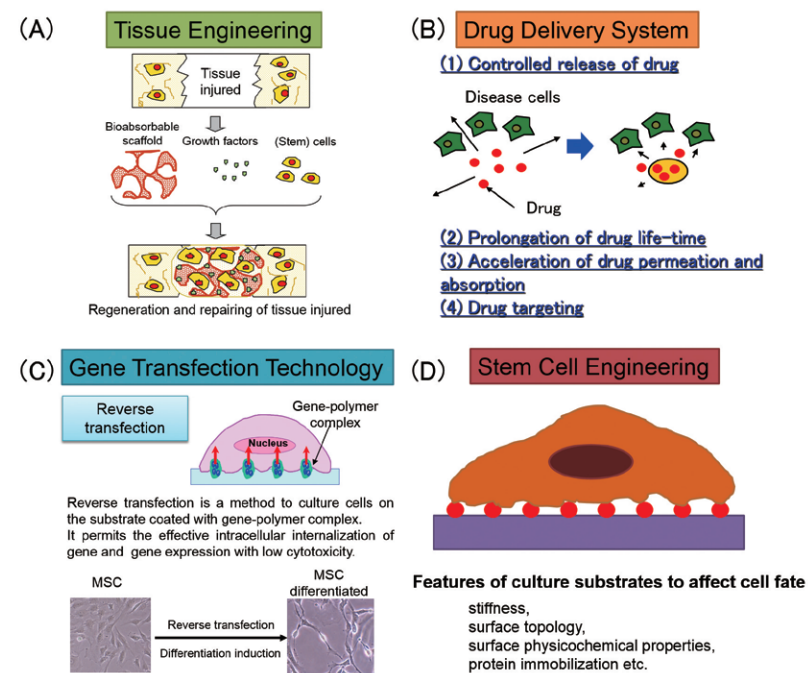 (A) Tissue Engineering
Tissue
injured
Bioabsorbable
scaffold
Growth factors
(Stem) cells
Regeneration and repairing of tissue injured
(B) Drug Delivery System
(1) Controlled release of drug
Disease cells
Drug
(2) Prolongation of drug life-time
(3) Acceleration of drug permeation and
absorption
(4) Drug targeting
(C) Gene Transfection Technology
Reverse
transfection
Gene-polymer
complex
Nucleus
Reverse transfection is a method to culture cells on
the substrate coated with gene-polymer complex.
It permits the effective intracellular internalization of
gene and gene expression with low cytotoxicity.
MSC
Reverse transfection
Differentiation induction
MSC
differentiated
(D) Stem Cell Engineering
Features of culture substrates to affect cell fate
stiffness,
surface topology,
surface physicochemical properties,
protein immobilization etc.